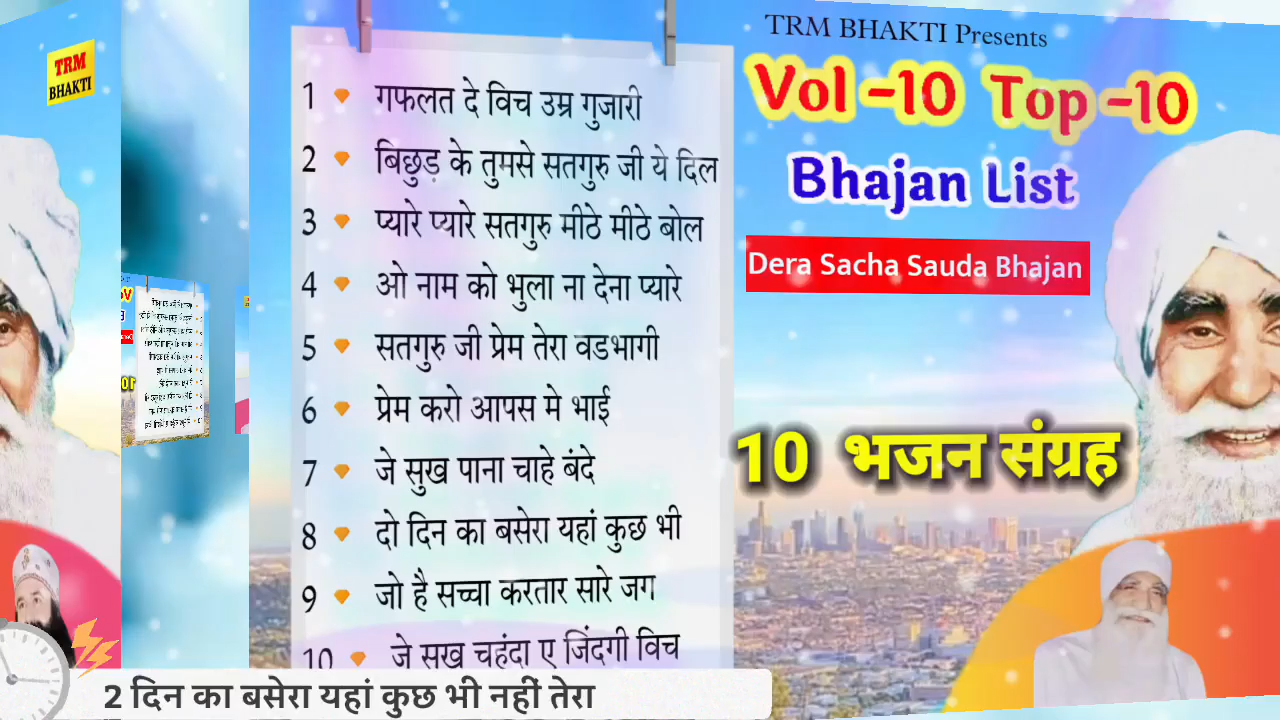 TRM
BHAKTI
TRM BHAKTI Presents
Vol -10 Top -10
Bhajan List
Dera Sacha Sauda Bhajan
10 भजन संग्रह
1 गफलत दे विच उम्र गुजारी
2 बिछुड़ के तुमसे सतगुरु जी ये दिल
3 प्यारे प्यारे सतगुरु मीठे मीठे बोल
4 ओ नाम को भुला ना देना प्यारे
5 सतगुरु जी प्रेम तेरा वडभागी
6 प्रेम करो आपस मे भाई
7 जे सुख पाना चाहे बंदे
8 दो दिन का बसेरा यहां कुछ भी
9 जो है सच्चा करतार सारे जग
10 जे सुख चहंदा ए जिंदगी विच
2 दिन का बसेरा यहां कुछ भी नहीं तेरा